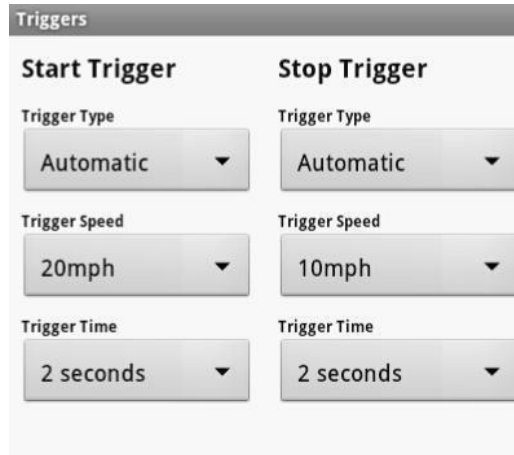 Triggers
Start Trigger Stop Trigger
Trigger Type Trigger Type
Automatic Automatic
Trigger Speed Trigger Speed
20mph 10mph
Trigger Time Trigger Time
2 seconds 2 seconds